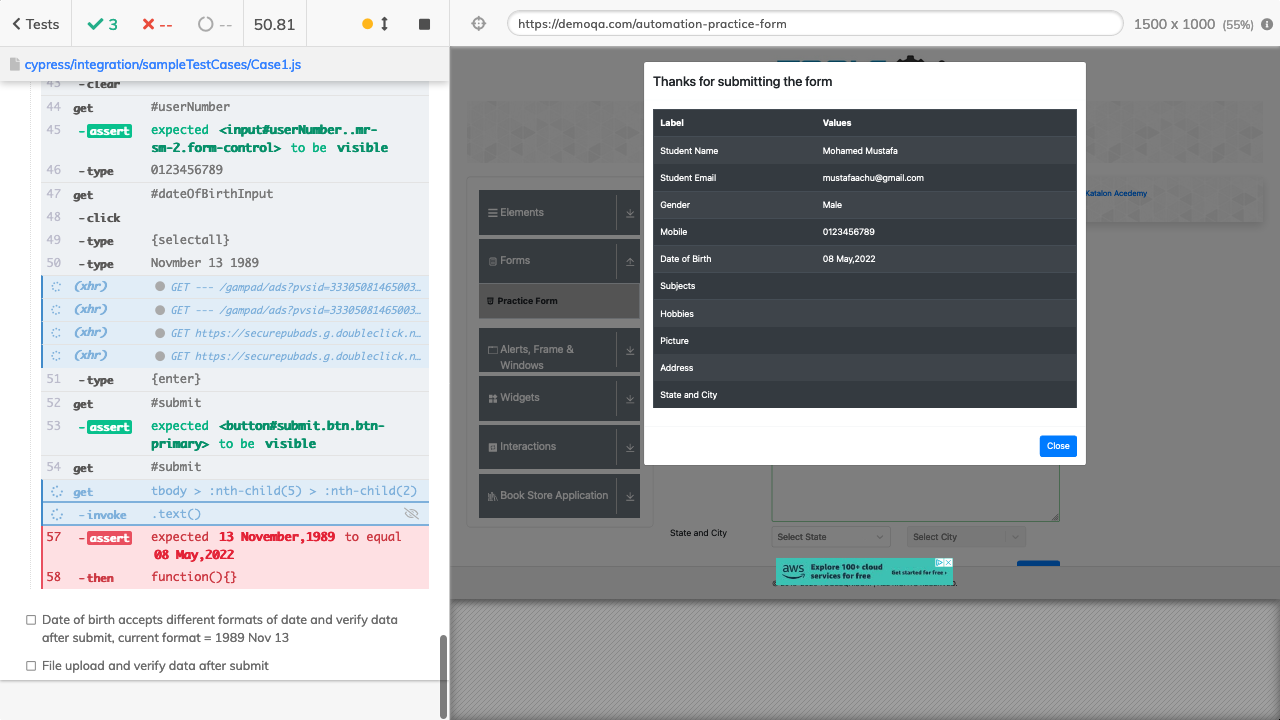 Tests
3
--
--
50.81
https://demoqa.com/automation-practice-form
1500 x 1000 (55%)
cypress/integration/sampleTestCases/Case1.js
43 -clear
44 get #userNumber
45 -assert expected <input#userNumber..mr-
sm-2.form-control> to be visible
46 -type 0123456789
47 get #dateOfBirthInput
48 -click
49 -type {selectall}
50 -type Novmber 13 1989
(xhr) GET --- /gampad/ads?pvsid=33305081465003…
(xhr) GET --- /gampad/ads?pvsid=33305081465003…
(xhr) GET https://securepubads.g.doubleclick.n…
(xhr) GET https://securepubads.g.doubleclick.n…
51 -type {enter}
52 get #submit
53 -assert expected <button#submit.btn.btn-
primary> to be visible
54 get #submit
get tbody > :nth-child(5) > :nth-child(2)
-invoke .text()
57 -assert expected 13 November,1989 to equal
08 May,2022
58 -then function(){}
Date of birth accepts different formats of date and verify data
after submit, current format = 1989 Nov 13
File upload and verify data after submit
Elements
Forms
Practice Form
Alerts, Frame &
Windows
Widgets
Interactions
Book Store Application
Thanks for submitting the form
Label Values
Student Name Mohamed Mustafa
Student Email mustafaachu@gmail.com
Gender Male
Mobile 0123456789
Date of Birth 08 May,2022
Subjects
Hobbies
Picture
Address
State and City
Close
Katalon Acedemy
State and City Select State Select City
aws Explore 100+ cloud
services for free
Get started for free ›